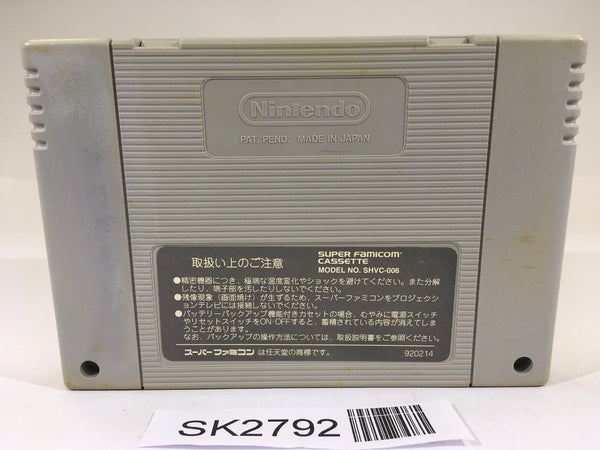 Nintendo
PAT. PEND. MADE IN JAPAN
取扱い上のご注意
SUPER FAMICOM
CASSETTE
MODEL NO. SHVC-006
●精密機器につき、極端な温度変化やショックを避けてください。また分解
したり、端子部を汚したりしないでください。
●残像現象(画面焼け)が生ずるため、スーパーファミコンをプロジェクシ
ョンテレビには接続しないでください。
●バッテリーバックアップ機能付きカセットの場合、むやみに電源スイッチ
やリセットスイッチをON・OFFすると、蓄積されている内容が消えてしま
うことがあります。
なお、バックアップの操作方法については、取扱説明書をご参照ください。
スーパーファミコン は任天堂の商標です。
920214
SK2792